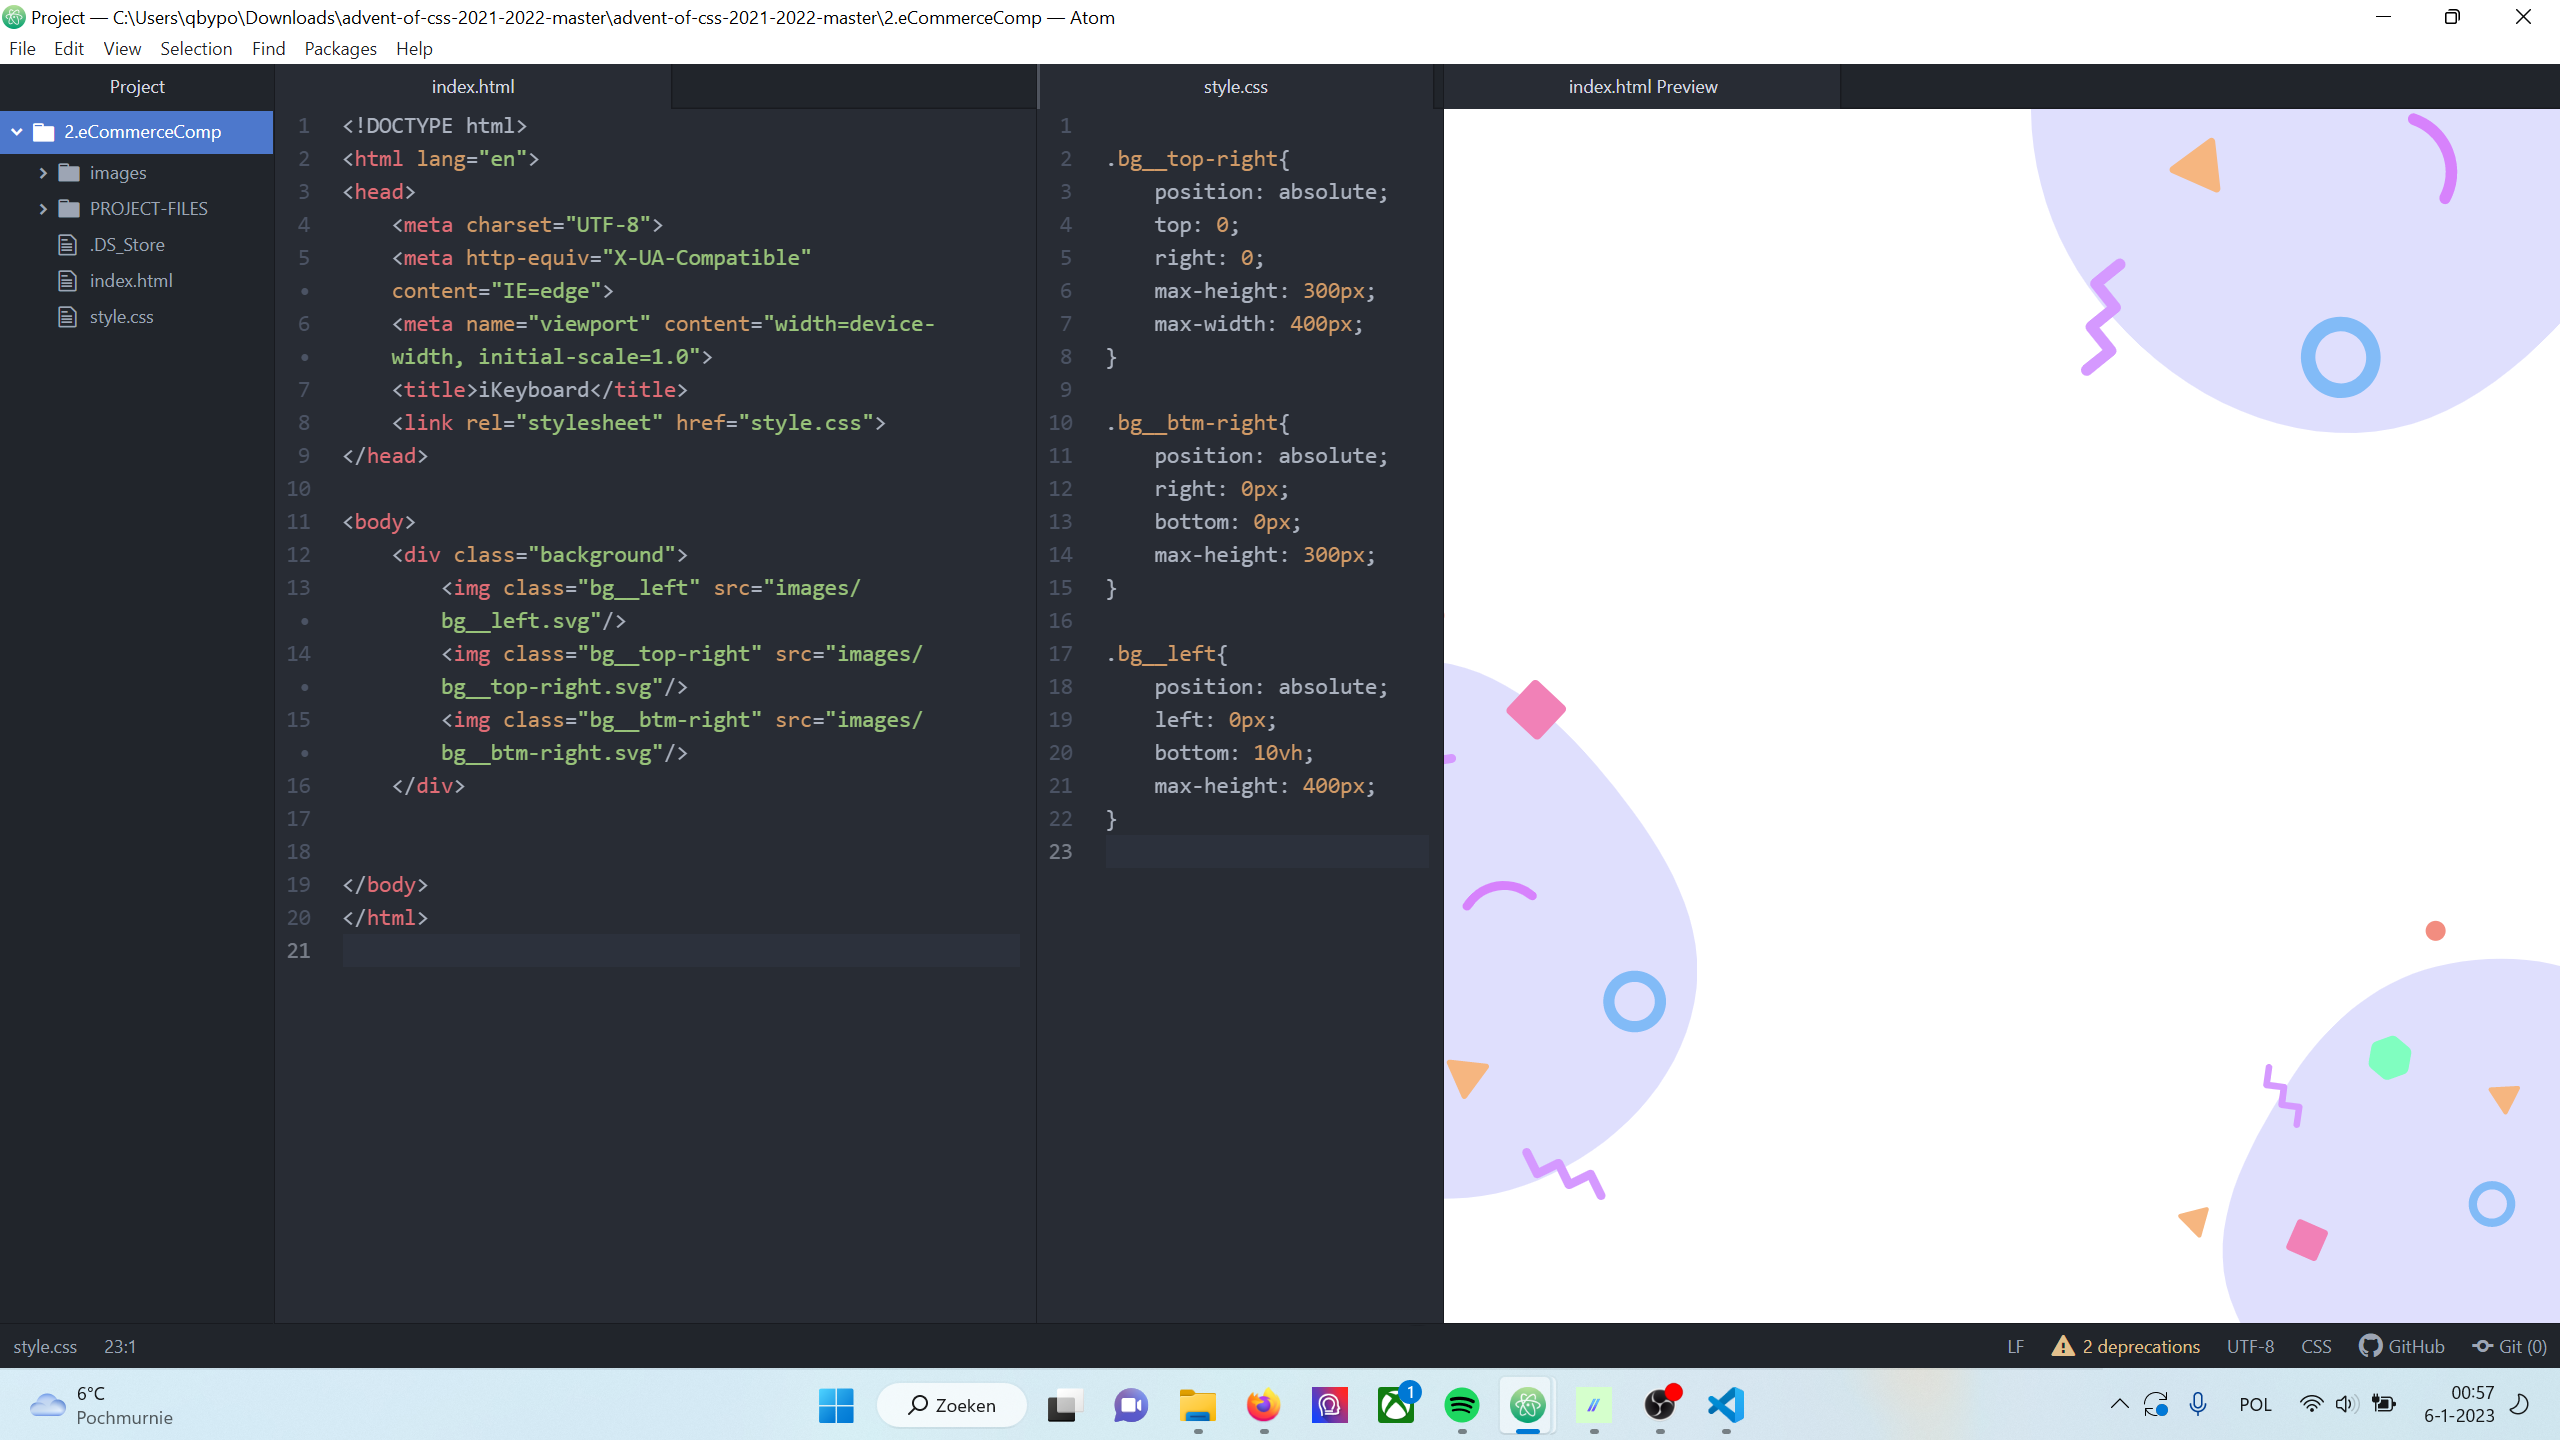 Project — C:\Users\qbypo\Downloads\advent-of-css-2021-2022-master\advent-of-css-2021-2022-master\2.eCommerceComp — Atom
File Edit View Selection Find Packages Help
Project
2.eCommerceComp
images
PROJECT-FILES
.DS_Store
index.html
style.css
index.html
1 <!DOCTYPE html>
2 <html lang="en">
3 <head>
4 <meta charset="UTF-8">
5 <meta http-equiv="X-UA-Compatible"
• content="IE=edge">
6 <meta name="viewport" content="width=device-
• width, initial-scale=1.0">
7 <title>iKeyboard</title>
8 <link rel="stylesheet" href="style.css">
9 </head>
10
11 <body>
12 <div class="background">
13 <img class="bg__left" src="images/
• bg__left.svg"/>
14 <img class="bg__top-right" src="images/
• bg__top-right.svg"/>
15 <img class="bg__btm-right" src="images/
• bg__btm-right.svg"/>
16 </div>
17
18
19 </body>
20 </html>
21
style.css
1
2 .bg__top-right{
3 position: absolute;
4 top: 0;
5 right: 0;
6 max-height: 300px;
7 max-width: 400px;
8 }
9
10 .bg__btm-right{
11 position: absolute;
12 right: 0px;
13 bottom: 0px;
14 max-height: 300px;
15 }
16
17 .bg__left{
18 position: absolute;
19 left: 0px;
20 bottom: 10vh;
21 max-height: 400px;
22 }
23
index.html Preview
style.css 23:1
LF 2 deprecations UTF-8 CSS GitHub Git (0)
6°C
Pochmurnie
Zoeken
1
POL
00:57
6-1-2023